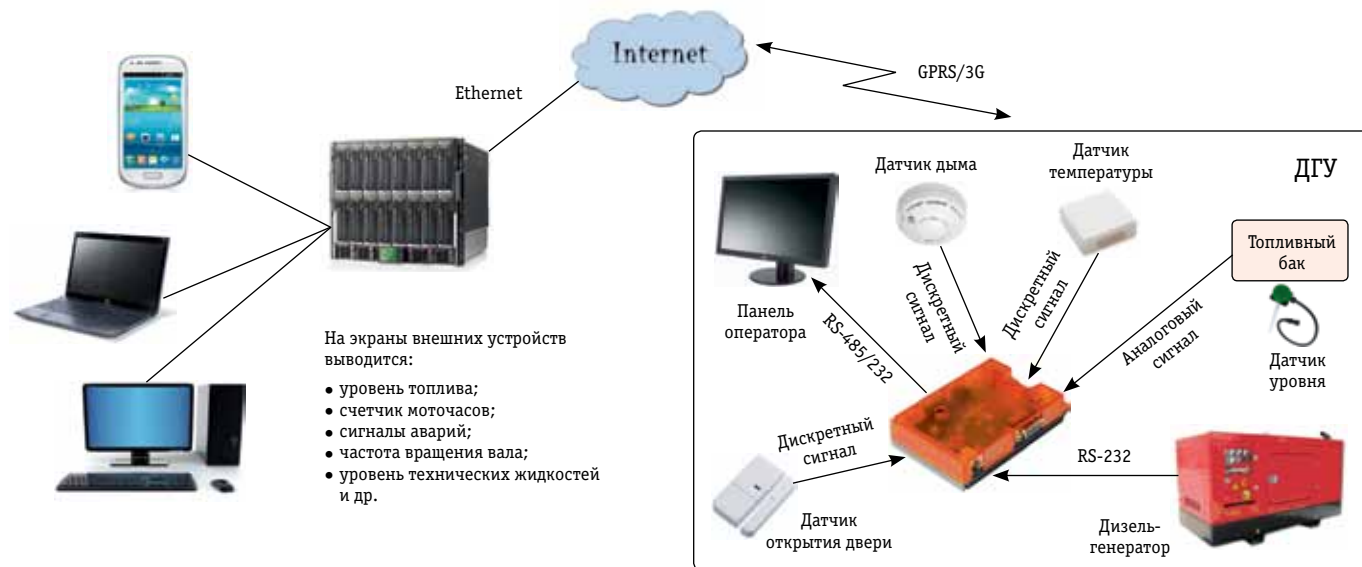 Internet
GPRS/3G
Ethernet
ДГУ
Датчик дыма
Датчик
температуры
Топливный
бак
Панель
оператора
RS-485/232
Дискретный
сигнал
Дискретный
сигнал
Аналоговый
сигнал
Датчик
уровня
На экраны внешних устройств
выводится:
• уровень топлива;
• счетчик моточасов;
• сигналы аварий;
• частота вращения вала;
• уровень технических жидкостей
и др.
Дискретный
сигнал
RS-232
Датчик
открытия двери
Дизель-
генератор